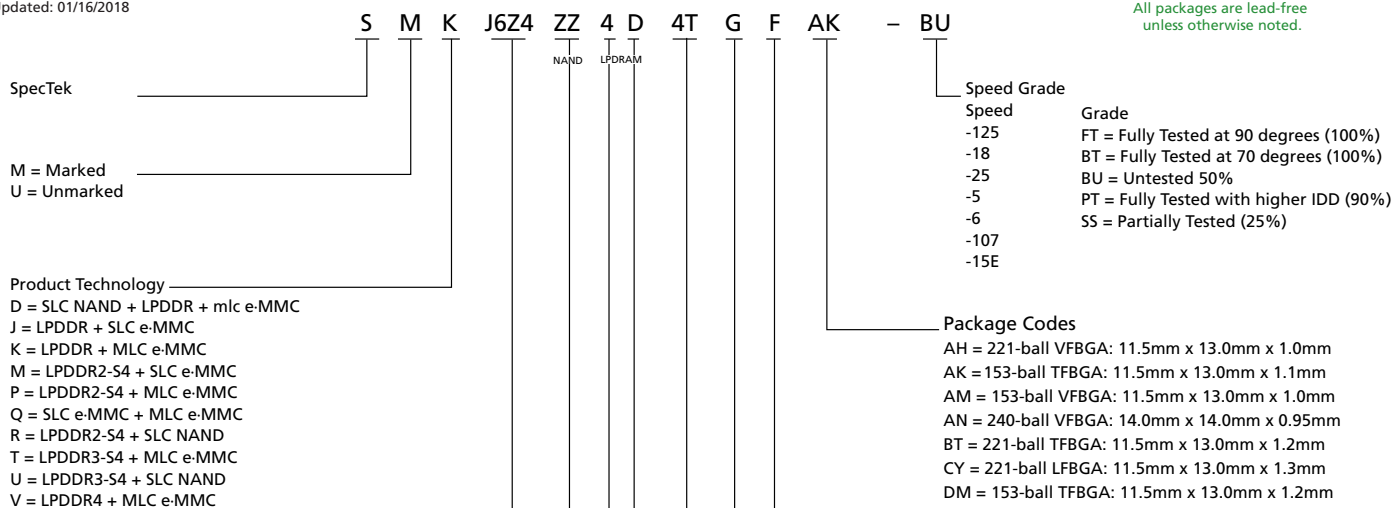 Updated: 01/16/2018
S M K J6Z4 ZZ 4 D 4T G F AK – BU
NAND LPDRAM
All packages are lead-free
unless otherwise noted.
SpecTek
M = Marked
U = Unmarked
Product Technology
D = SLC NAND + LPDDR + mlc e·MMC
J = LPDDR + SLC e·MMC
K = LPDDR + MLC e·MMC
M = LPDDR2-S4 + SLC e·MMC
P = LPDDR2-S4 + MLC e·MMC
Q = SLC e·MMC + MLC e·MMC
R = LPDDR2-S4 + SLC NAND
T = LPDDR3-S4 + MLC e·MMC
U = LPDDR3-S4 + SLC NAND
V = LPDDR4 + MLC e·MMC
Speed Grade
Speed
-125
-18
-25
-5
-6
-107
-15E
Grade
FT = Fully Tested at 90 degrees (100%)
BT = Fully Tested at 70 degrees (100%)
BU = Untested 50%
PT = Fully Tested with higher IDD (90%)
SS = Partially Tested (25%)
Package Codes
AH = 221-ball VFBGA: 11.5mm x 13.0mm x 1.0mm
AK =153-ball TFBGA: 11.5mm x 13.0mm x 1.1mm
AM = 153-ball VFBGA: 11.5mm x 13.0mm x 1.0mm
AN = 240-ball VFBGA: 14.0mm x 14.0mm x 0.95mm
BT = 221-ball TFBGA: 11.5mm x 13.0mm x 1.2mm
CY = 221-ball LFBGA: 11.5mm x 13.0mm x 1.3mm
DM = 153-ball TFBGA: 11.5mm x 13.0mm x 1.2mm